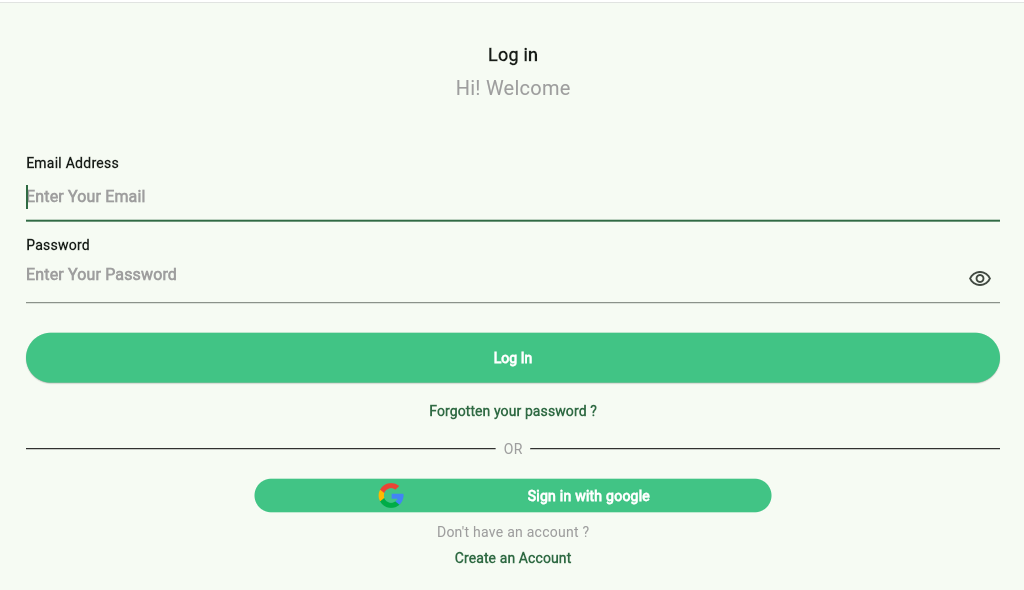 Log in
Hi! Welcome
Email Address
Enter Your Email
Password
Enter Your Password
Log In
Forgotten your password ?
OR
Sign in with google
Don't have an account ?
Create an Account